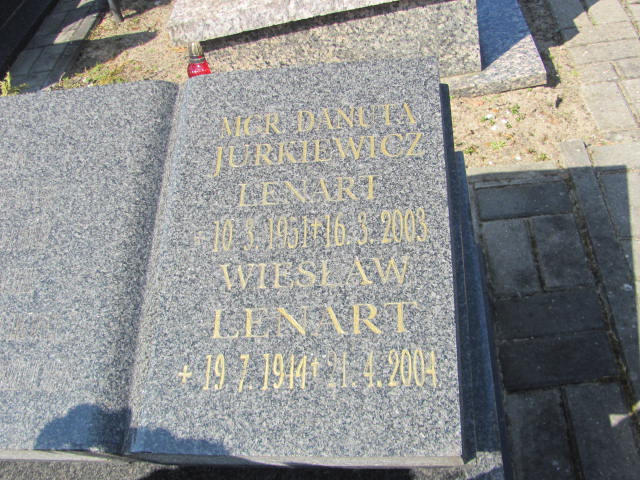 MGR DANUTA
JURKIEWICZ
LENART
10. 3. 1951 † 16. 3. 2003
WIESŁAW
LENART
+ 19. 7. 1944 † 21. 4. 2004